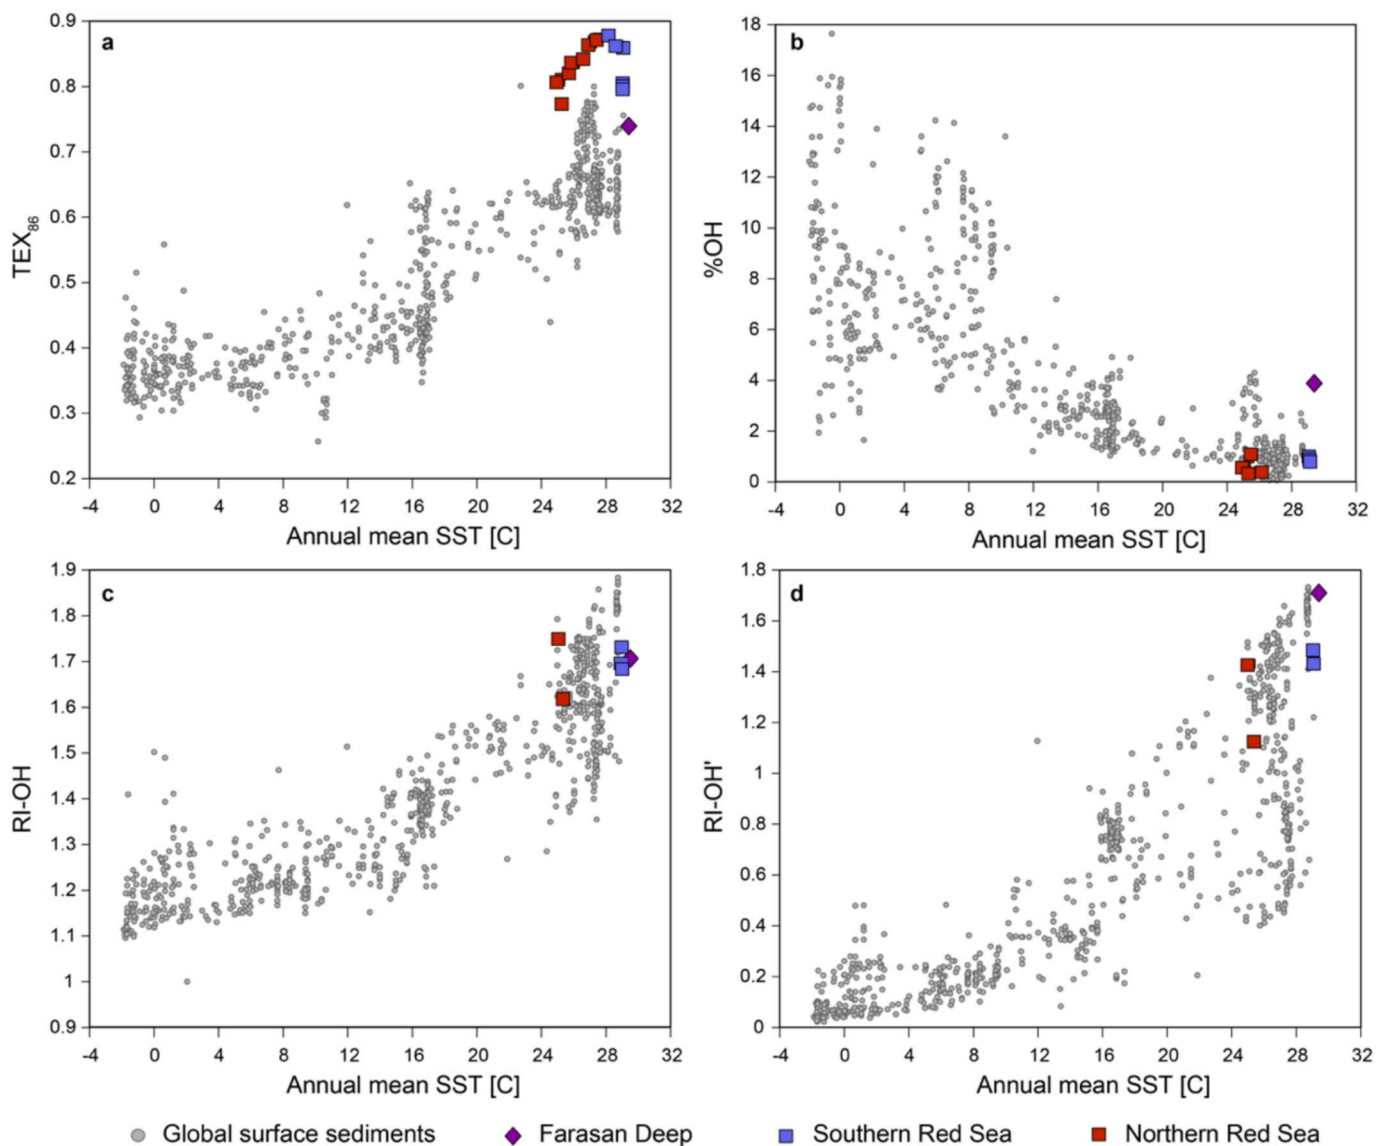 a
0.9
0.8
0.7
0.6
0.5
0.4
0.3
0.2
TEX86
-4 0 4 8 12 16 20 24 28 32
Annual mean SST [C]
b
18
16
14
12
10
8
6
4
2
0
%OH
-4 0 4 8 12 16 20 24 28 32
Annual mean SST [C]
c
1.9
1.8
1.7
1.6
1.5
1.4
1.3
1.2
1.1
1
0.9
RI-OH
-4 0 4 8 12 16 20 24 28 32
Annual mean SST [C]
d
1.8
1.6
1.4
1.2
1
0.8
0.6
0.4
0.2
0
RI-OH'
-4 0 4 8 12 16 20 24 28 32
Annual mean SST [C]
Global surface sediments Farasan Deep Southern Red Sea Northern Red Sea